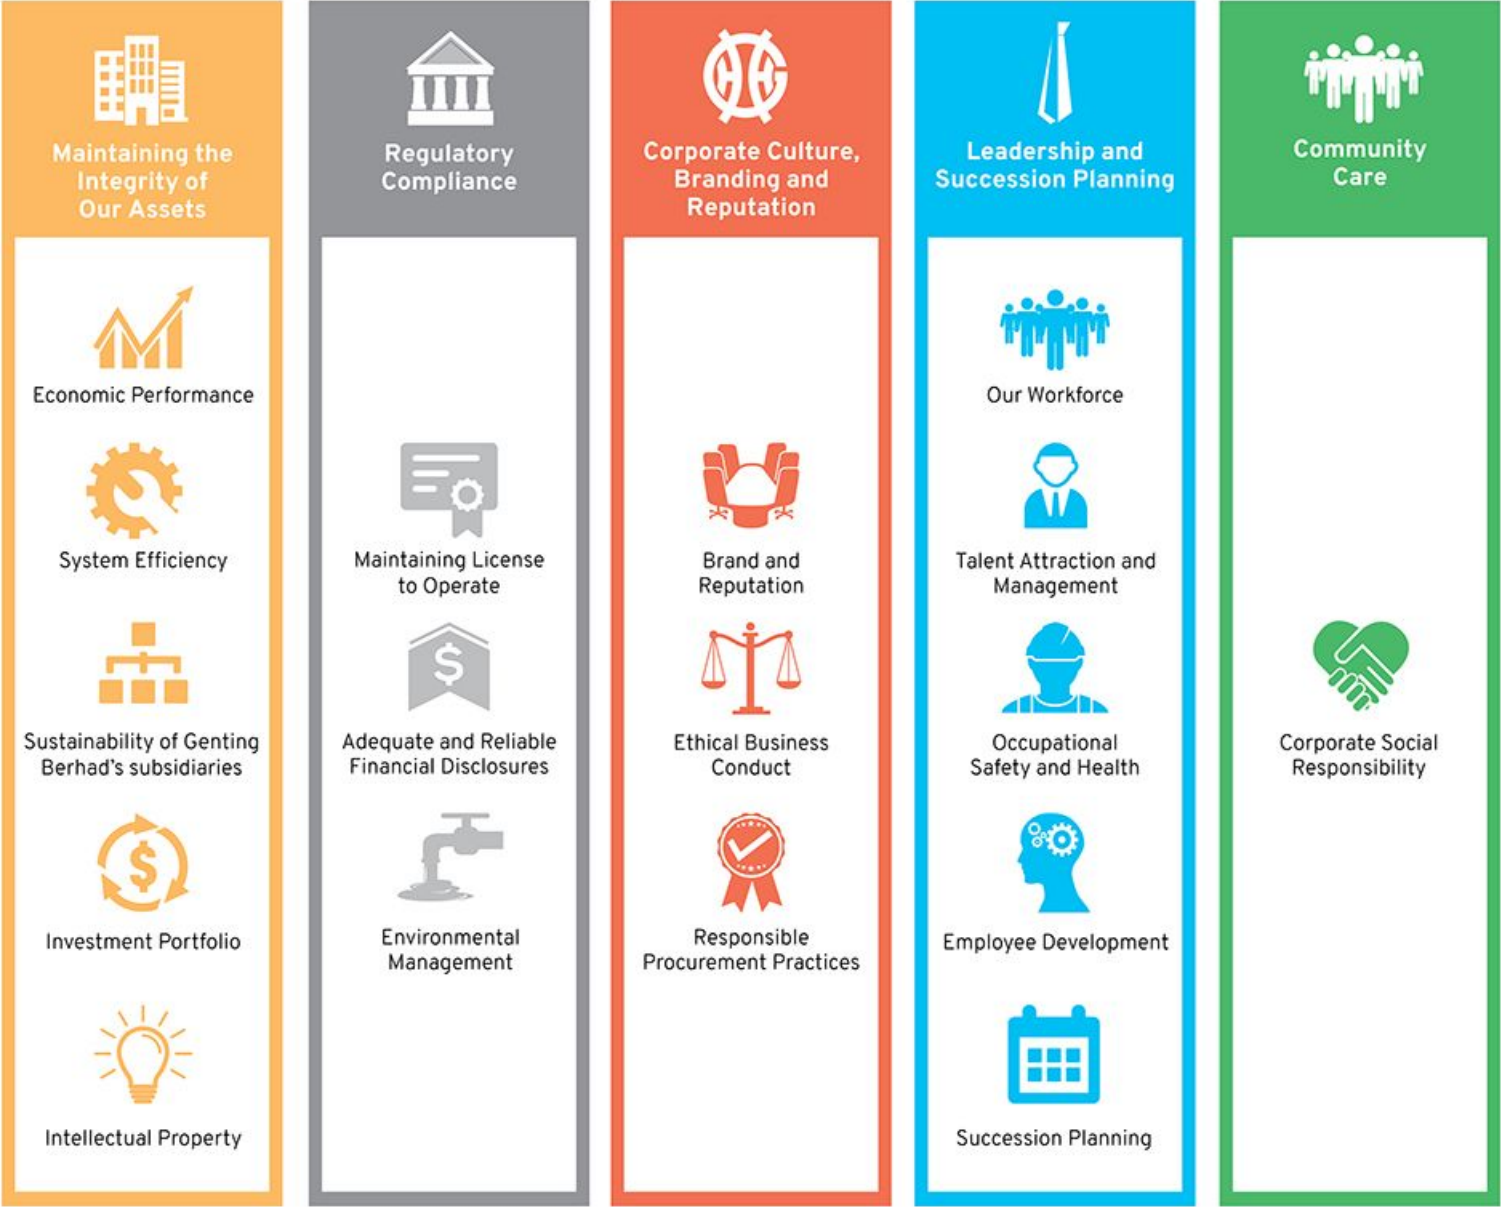 Maintaining the
Integrity of
Our Assets
Economic Performance
System Efficiency
Sustainability of Genting
Berhad's subsidiaries
Investment Portfolio
Intellectual Property
Regulatory
Compliance
Maintaining License
to Operate
$
Adequate and Reliable
Financial Disclosures
Environmental
Management
Corporate Culture,
Branding and
Reputation
Brand and
Reputation
Ethical Business
Conduct
Responsible
Procurement Practices
Leadership and
Succession Planning
Our Workforce
Talent Attraction and
Management
Occupational
Safety and Health
Employee Development
Succession Planning
Community
Care
Corporate Social
Responsibility